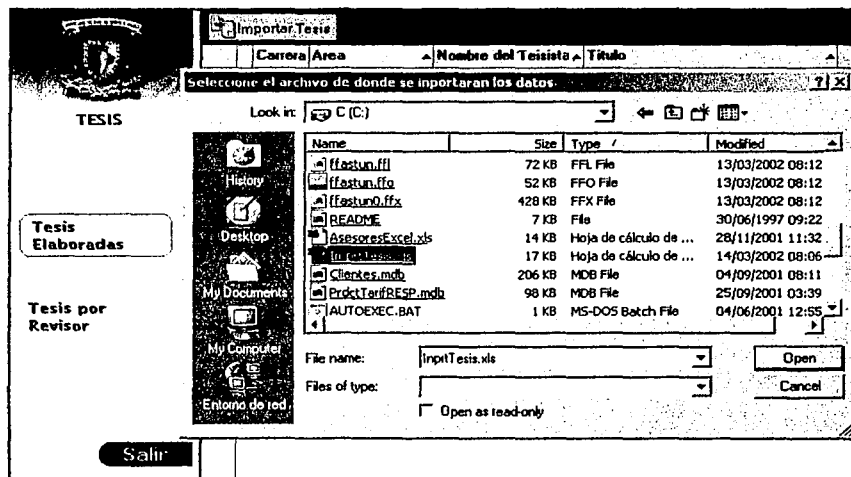 Importar Tesis
Carrera Area Nombre del Teisista Titulo
Seleccione el archivo de donde se inportaran los datos
TESIS
Look in: C (C:)
Name Size Type Modified
ffastun.ffl 72 KB FFL File 13/03/2002 08:12
ffastun.ffo 52 KB FFO File 13/03/2002 08:12
ffastun0.ffx 428 KB FFX File 13/03/2002 08:12
README 7 KB File 30/06/1997 09:22
AsesoresExcel.xls 14 KB Hoja de cálculo de ... 28/11/2001 11:32
17 KB Hoja de cálculo de ... 14/03/2002 08:06
Clientes.mdb 206 KB MDB File 04/09/2001 08:11
PrdctTarifRESP.mdb 98 KB MDB File 25/09/2001 03:39
AUTOEXEC.BAT 1 KB MS-DOS Batch File 04/06/2001 12:55
History
Desktop
My Documents
My Computer
Entorno de red
Tesis
Elaboradas
Tesis por
Revisor
File name: InpitTesis.xls Open
Files of type: Cancel
Open as read-only
Salir